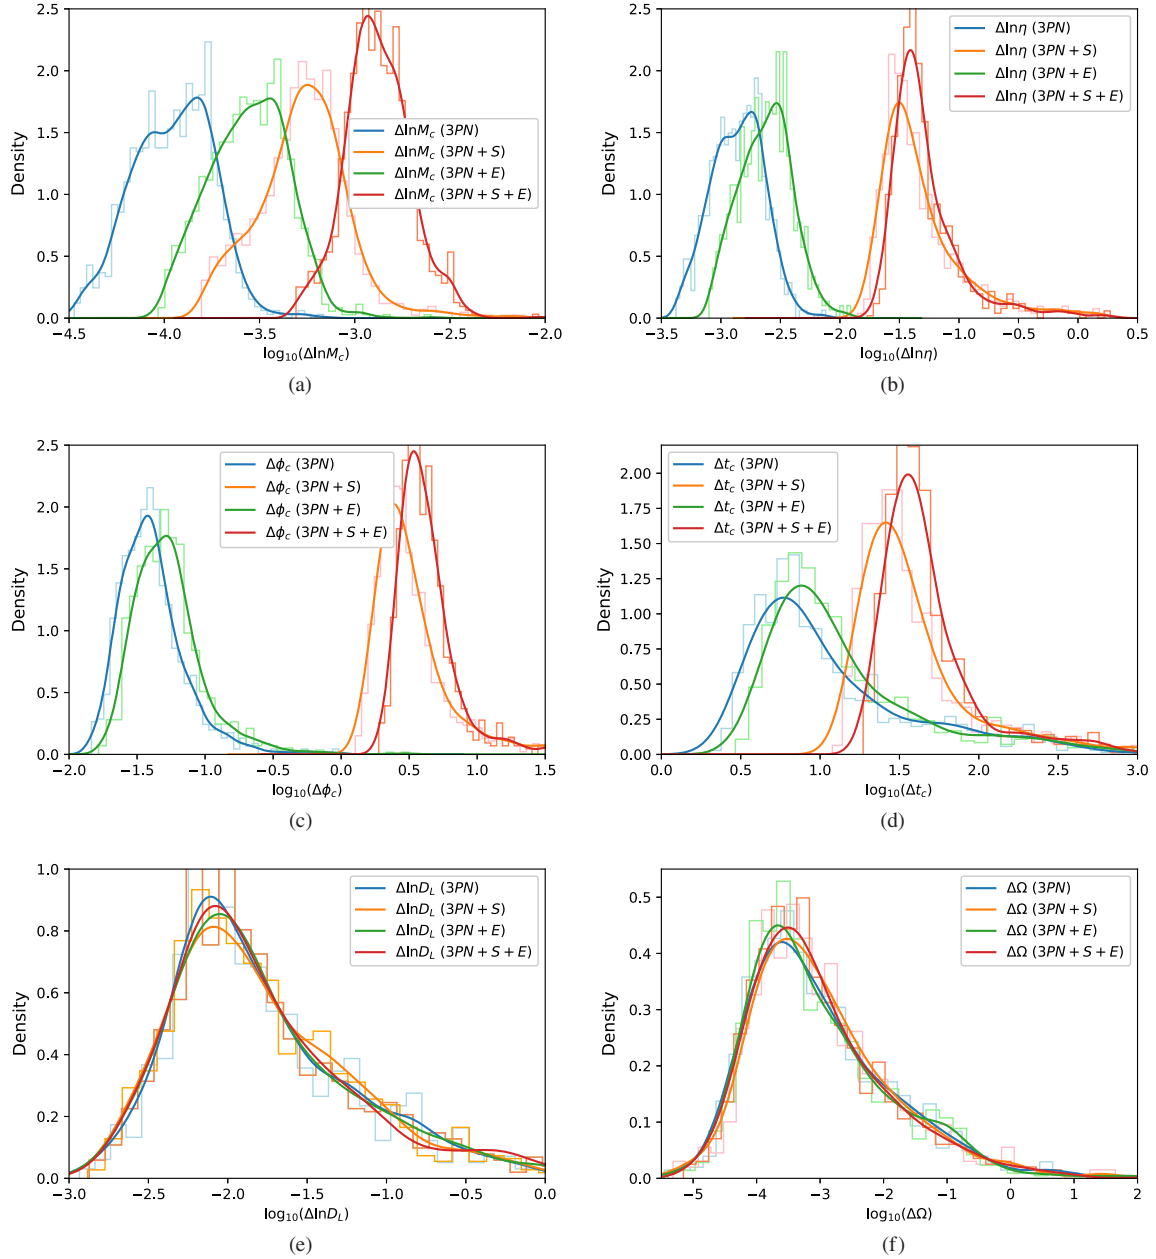 2.5
2.0
1.5
1.0
0.5
0.0
Density
ΔlnM_c (3PN)
ΔlnM_c (3PN + S)
ΔlnM_c (3PN + E)
ΔlnM_c (3PN + S + E)
−4.5 −4.0 −3.5 −3.0 −2.5 −2.0
log₁₀(ΔlnM_c)
(a)
2.5
2.0
1.5
1.0
0.5
0.0
Density
Δlnη (3PN)
Δlnη (3PN + S)
Δlnη (3PN + E)
Δlnη (3PN + S + E)
−3.5 −3.0 −2.5 −2.0 −1.5 −1.0 −0.5 0.0 0.5
log₁₀(Δlnη)
(b)
2.5
2.0
1.5
1.0
0.5
0.0
Density
Δϕ_c (3PN)
Δϕ_c (3PN + S)
Δϕ_c (3PN + E)
Δϕ_c (3PN + S + E)
−2.0 −1.5 −1.0 −0.5 0.0 0.5 1.0 1.5
log₁₀(Δϕ_c)
(c)
2.00
1.75
1.50
1.25
1.00
0.75
0.50
0.25
0.00
Density
Δt_c (3PN)
Δt_c (3PN + S)
Δt_c (3PN + E)
Δt_c (3PN + S + E)
0.0 0.5 1.0 1.5 2.0 2.5 3.0
log₁₀(Δt_c)
(d)
1.0
0.8
0.6
0.4
0.2
0.0
Density
ΔlnD_L (3PN)
ΔlnD_L (3PN + S)
ΔlnD_L (3PN + E)
ΔlnD_L (3PN + S + E)
−3.0 −2.5 −2.0 −1.5 −1.0 −0.5 0.0
log₁₀(ΔlnD_L)
(e)
0.5
0.4
0.3
0.2
0.1
0.0
Density
ΔΩ (3PN)
ΔΩ (3PN + S)
ΔΩ (3PN + E)
ΔΩ (3PN + S + E)
−5 −4 −3 −2 −1 0 1 2
log₁₀(ΔΩ)
(f)